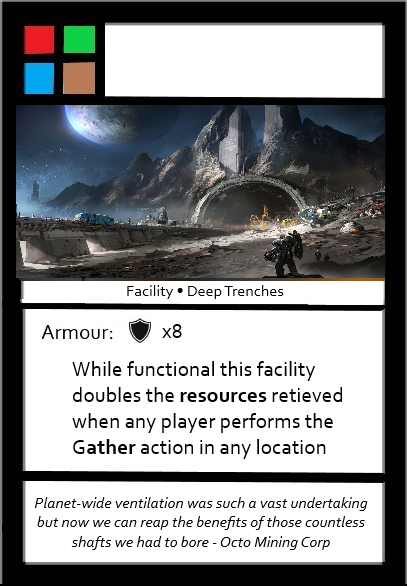 Facility • Deep Trenches
Armour: x8
While functional this facility
doubles the resources retieved
when any player performs the
Gather action in any location
Planet-wide ventilation was such a vast undertaking
but now we can reap the benefits of those countless
shafts we had to bore - Octo Mining Corp